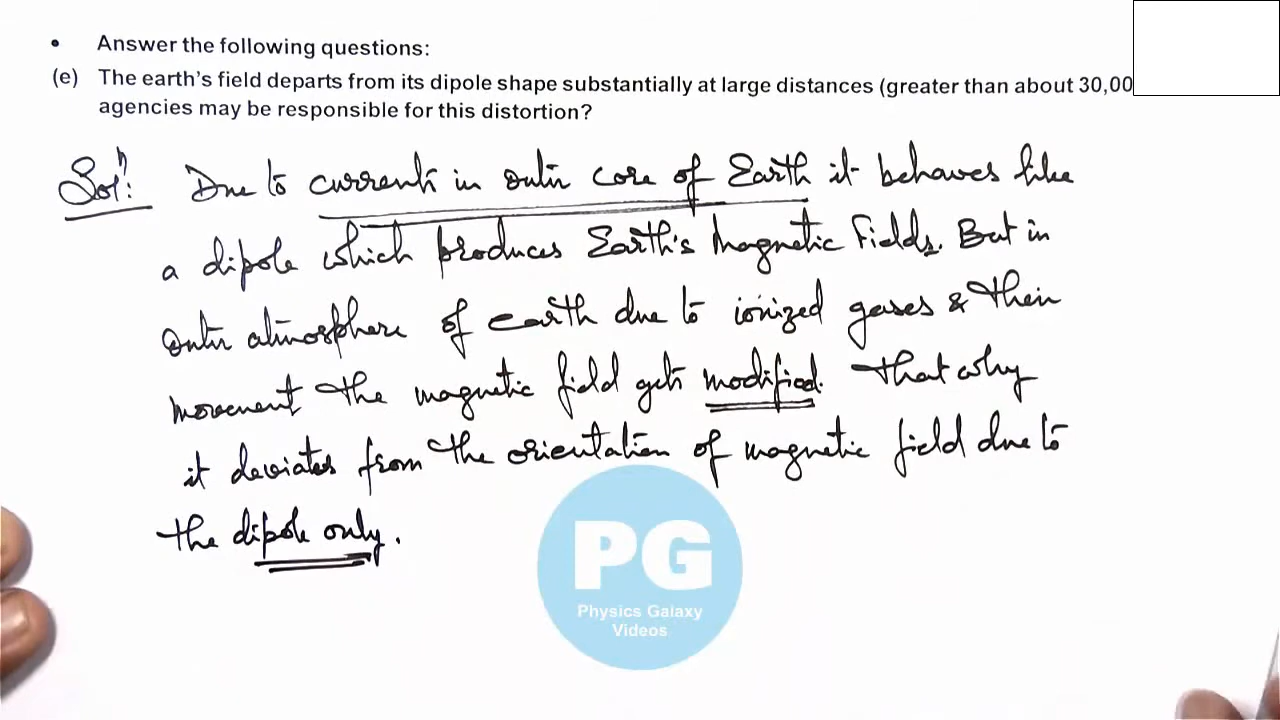 • Answer the following questions:
(e) The earth's field departs from its dipole shape substantially at large distances (greater than about 30,00
agencies may be responsible for this distortion?
Solⁿ: Due to currents in outer core of Earth it behaves like
a dipole which produces Earth's magnetic Fields. But in
outer atmosphere of earth due to ionized gases & their
movement the magnetic field gets modified. That why
it deviates from the orientation of magnetic field due to
the dipole only.
PG
Physics Galaxy
Videos